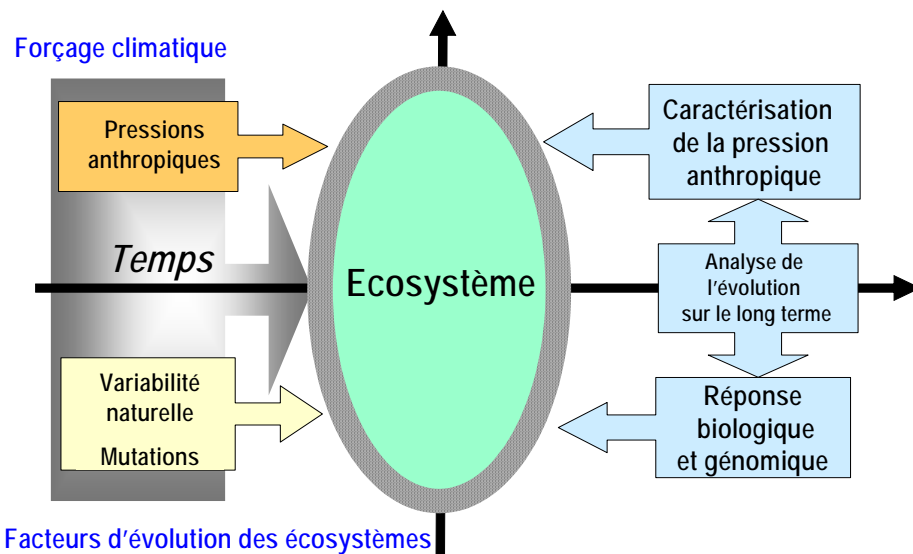 Forçage climatique
Pressions
anthropiques
Temps
Variabilité
naturelle
Mutations
Ecosystème
Caractérisation
de la pression
anthropique
Analyse de
l'évolution
sur le long terme
Réponse
biologique
et génomique
Facteurs d'évolution des écosystèmes